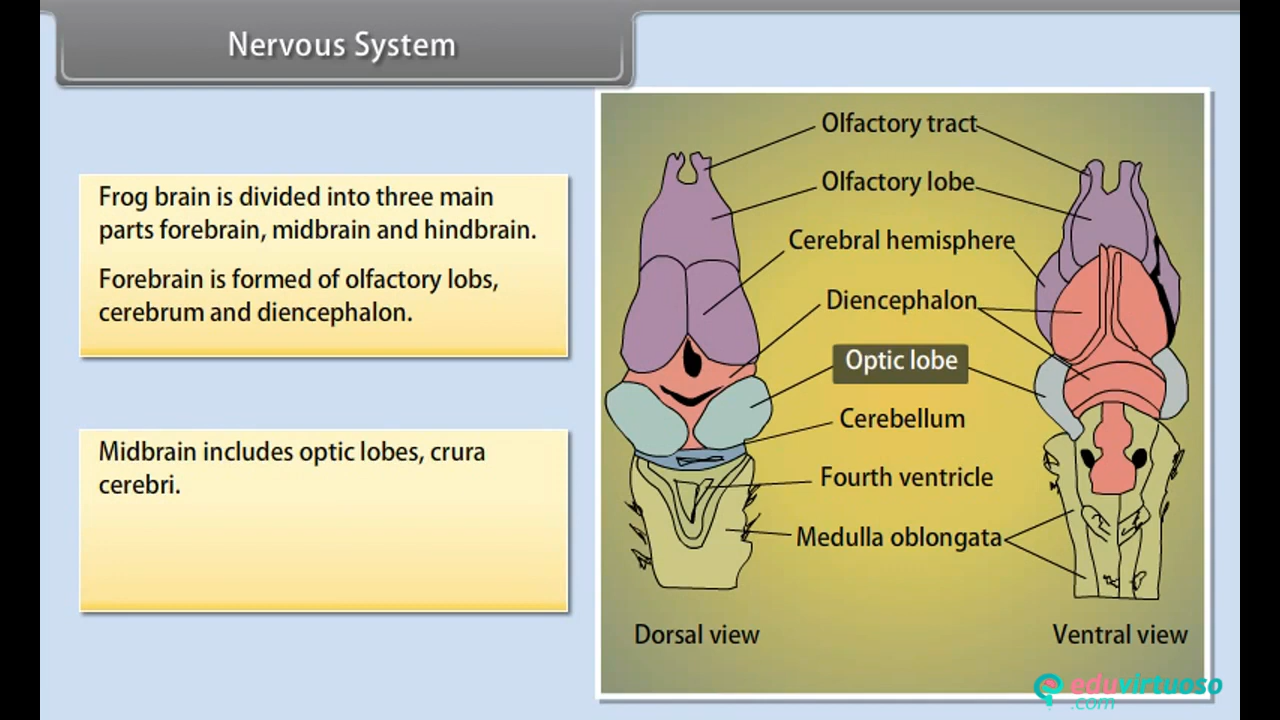 Nervous System
Frog brain is divided into three main
parts forebrain, midbrain and hindbrain.
Forebrain is formed of olfactory lobs,
cerebrum and diencephalon.
Midbrain includes optic lobes, crura
cerebri.
Olfactory tract
Olfactory lobe
Cerebral hemisphere
Diencephalon
Optic lobe
Cerebellum
Fourth ventricle
Medulla oblongata
Dorsal view
Ventral view
eduvirtuoso
.com